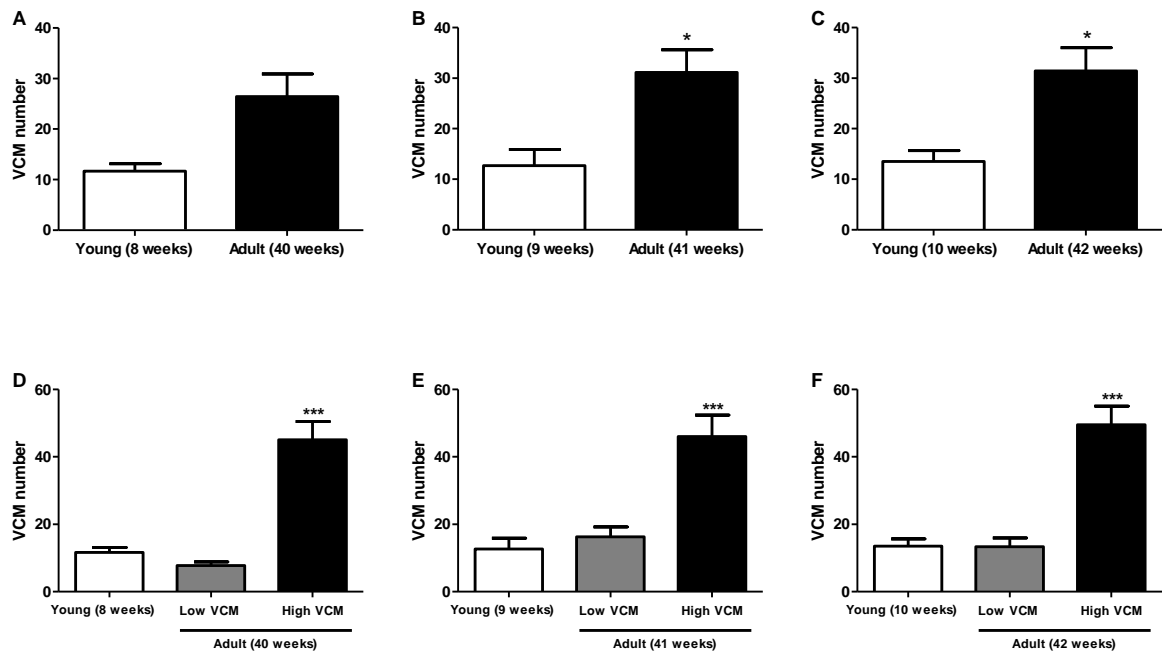 A
40
30
20
10
0
VCM number
Young (8 weeks)
Adult (40 weeks)
B
40
30
20
10
0
VCM number
*
Young (9 weeks)
Adult (41 weeks)
C
40
30
20
10
0
VCM number
*
Young (10 weeks)
Adult (42 weeks)
D
60
40
20
0
VCM number
***
Young (8 weeks)
Low VCM
High VCM
Adult (40 weeks)
E
60
40
20
0
VCM number
***
Young (9 weeks)
Low VCM
High VCM
Adult (41 weeks)
F
60
40
20
0
VCM number
***
Young (10 weeks)
Low VCM
High VCM
Adult (42 weeks)